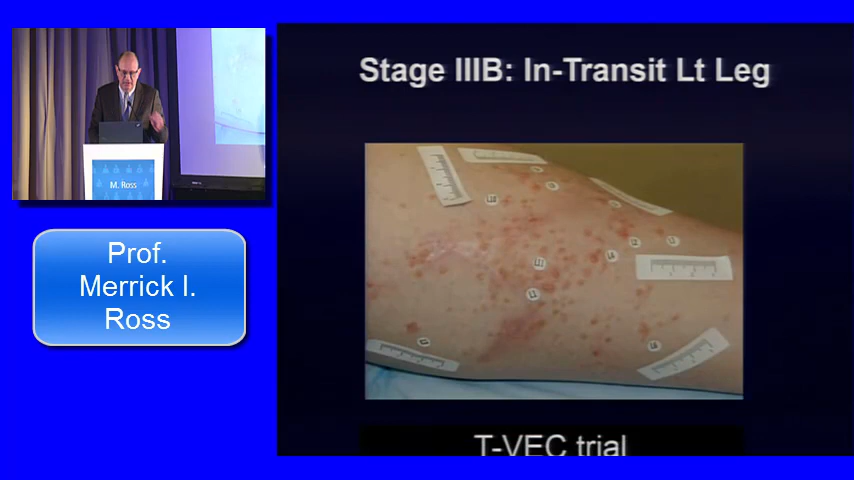 Stage IIIB: In-Transit Lt Leg
M. Ross
Prof.
Merrick I.
Ross
T-VEC trial